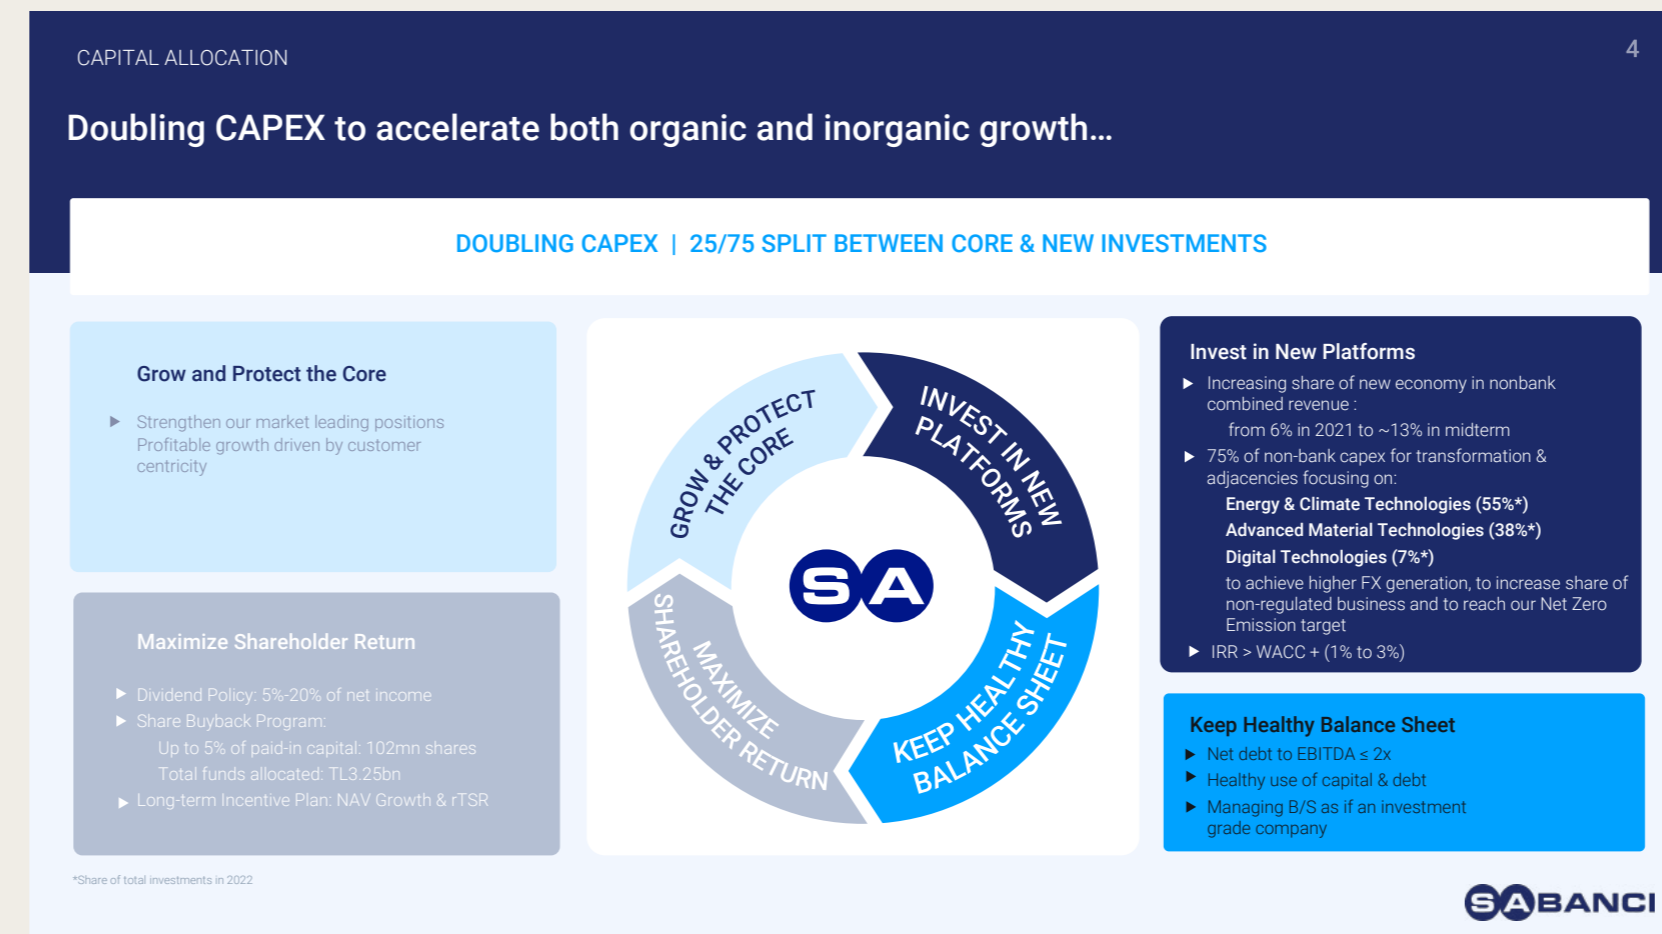 CAPITAL ALLOCATION
4
Doubling CAPEX to accelerate both organic and inorganic growth...
DOUBLING CAPEX | 25/75 SPLIT BETWEEN CORE & NEW INVESTMENTS
Grow and Protect the Core
Strengthen our market leading positions
Profitable growth driven by customer
centricity
Maximize Shareholder Return
Dividend Policy: 5%-20% of net income
Share Buyback Program:
Up to 5% of paid-in capital: 102mn shares
Total funds allocated: TL3.25bn
Long-term Incentive Plan: NAV Growth & rTSR
GROW & PROTECT
THE CORE
INVEST IN NEW
PLATFORMS
SA
MAXIMIZE
SHAREHOLDER RETURN
KEEP HEALTHY
BALANCE SHEET
Invest in New Platforms
Increasing share of new economy in nonbank
combined revenue :
from 6% in 2021 to ~13% in midterm
75% of non-bank capex for transformation &
adjacencies focusing on:
Energy & Climate Technologies (55%*)
Advanced Material Technologies (38%*)
Digital Technologies (7%*)
to achieve higher FX generation, to increase share of
non-regulated business and to reach our Net Zero
Emission target
IRR > WACC + (1% to 3%)
Keep Healthy Balance Sheet
Net debt to EBITDA ≤ 2x
Healthy use of capital & debt
Managing B/S as if an investment
grade company
*Share of total investments in 2022
SABANCI